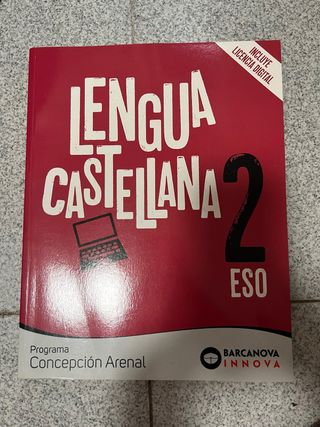 INCLUYE
LICENCIA DIGITAL
LENGUA
CASTELLANA
2
ESO
Programa
Concepción Arenal
BARCANOVA
INNOVA